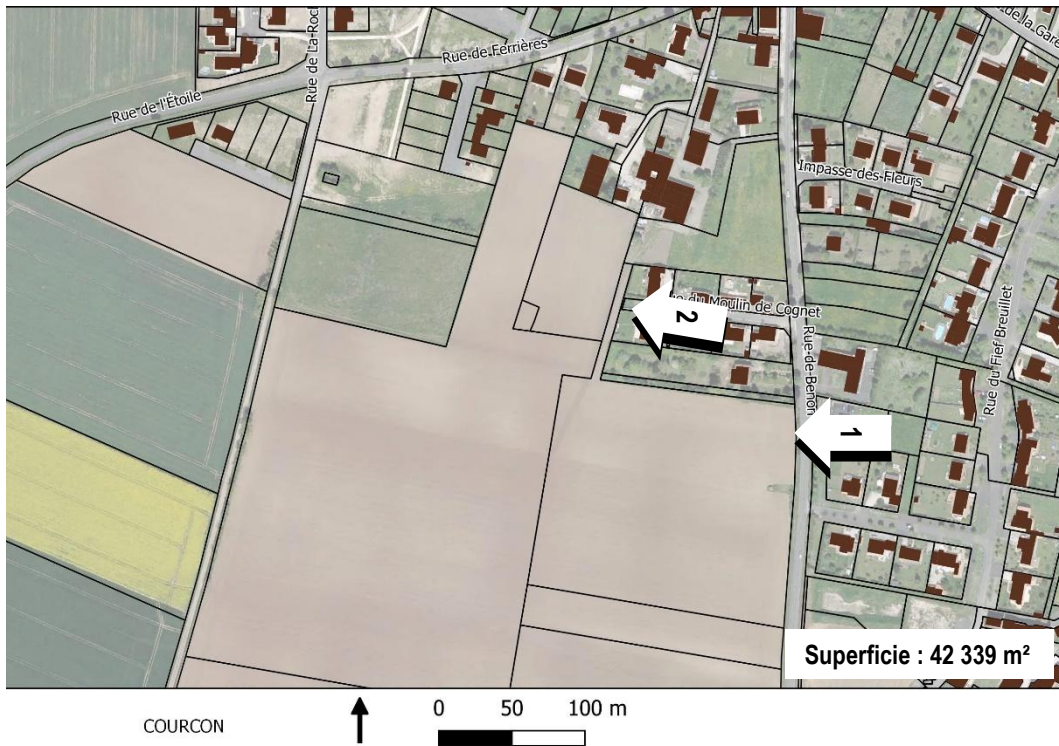 Rue de La Roc
Rue de Ferrières
de la Gare
Rue de l'Étoile
Impasse des Fleurs
ue du Moulin de Cognet
2
Rue-de-Benon
Rue du Fief Breuillet
1
Superficie : 42 339 m²
COURCON
0 50 100 m